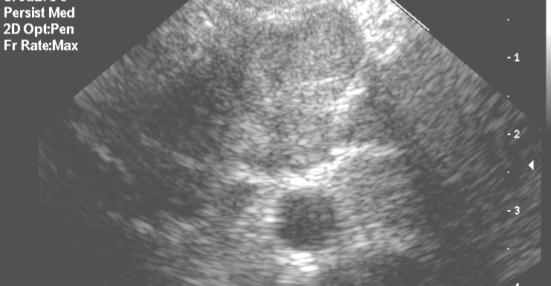 Persist Med
2D Opt:Pen
Fr Rate:Max
-1
-2
-3